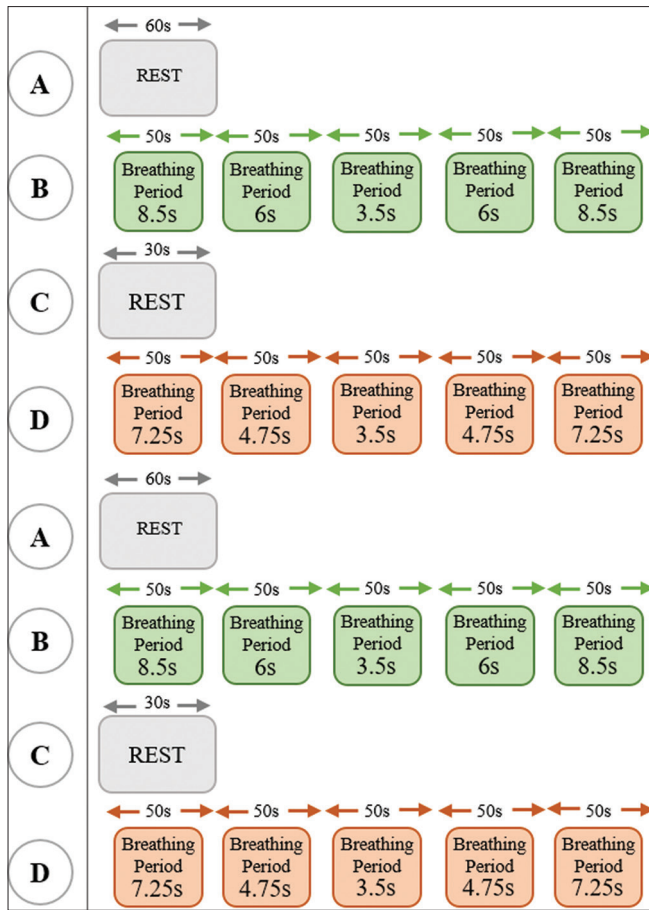 60s
REST
A
50s 50s 50s 50s 50s
Breathing Breathing Breathing Breathing Breathing
Period Period Period Period Period
8.5s 6s 3.5s 6s 8.5s
B
30s
REST
C
50s 50s 50s 50s 50s
Breathing Breathing Breathing Breathing Breathing
Period Period Period Period Period
7.25s 4.75s 3.5s 4.75s 7.25s
D
60s
REST
A
50s 50s 50s 50s 50s
Breathing Breathing Breathing Breathing Breathing
Period Period Period Period Period
8.5s 6s 3.5s 6s 8.5s
B
30s
REST
C
50s 50s 50s 50s 50s
Breathing Breathing Breathing Breathing Breathing
Period Period Period Period Period
7.25s 4.75s 3.5s 4.75s 7.25s
D